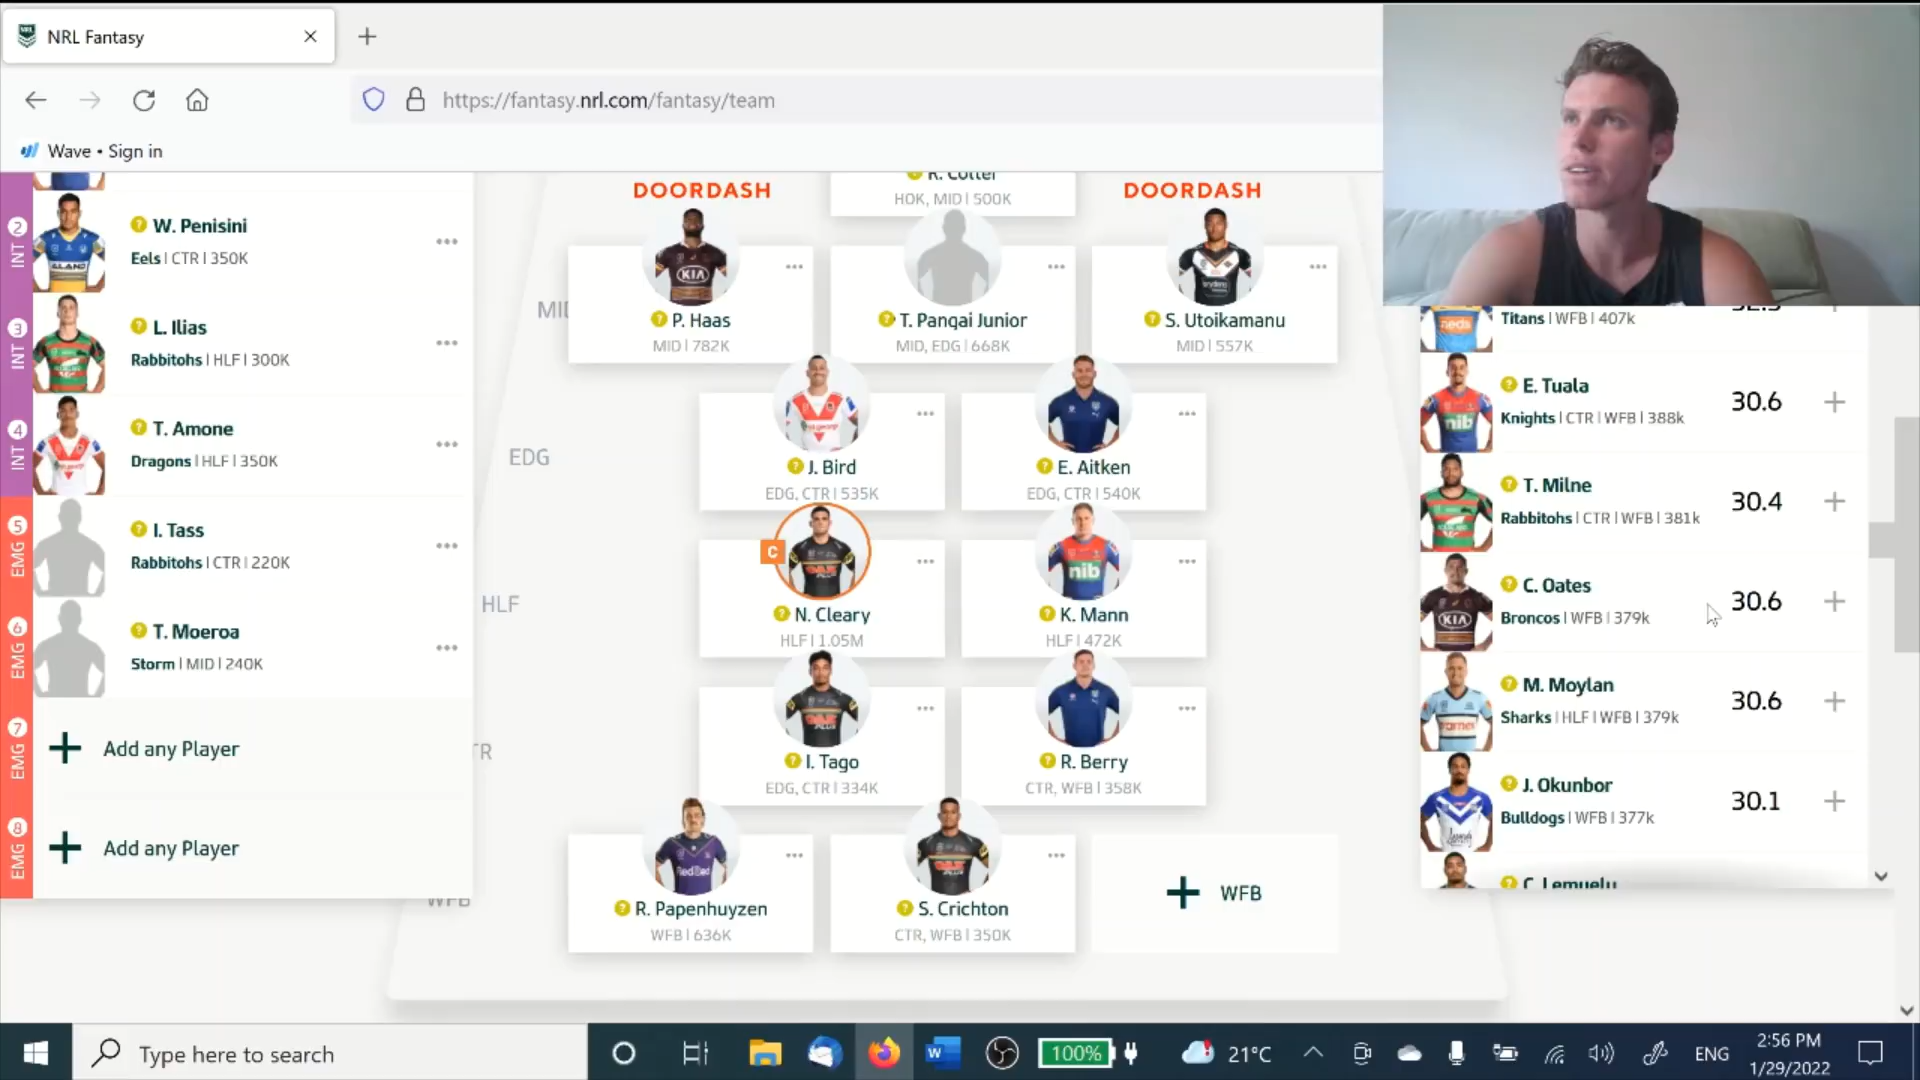 NRL Fantasy
https://fantasy.nrl.com/fantasy/team
Wave • Sign in
INT 2
W. Penisini
Eels | CTR | 350K
INT 3
L. Ilias
Rabbitohs | HLF | 300K
INT 4
T. Amone
Dragons | HLF | 350K
EMG 5
I. Tass
Rabbitohs | CTR | 220K
EMG 6
T. Moeroa
Storm | MID | 240K
EMG 7
Add any Player
EMG 8
Add any Player
DOORDASH
DOORDASH
R. Cotter
HOK, MID | 500K
P. Haas
MID | 782K
T. Pangai Junior
MID, EDG | 668K
S. Utoikamanu
MID | 557K
EDG
J. Bird
EDG, CTR | 535K
E. Aitken
EDG, CTR | 540K
HLF
C
N. Cleary
HLF | 1.05M
K. Mann
HLF | 472K
TR
I. Tago
EDG, CTR | 334K
R. Berry
CTR, WFB | 358K
WFB
R. Papenhuyzen
WFB | 636K
S. Crichton
CTR, WFB | 350K
WFB
Titans | WFB | 407k
E. Tuala
Knights | CTR | WFB | 388k
30.6
T. Milne
Rabbitohs | CTR | WFB | 381k
30.4
C. Oates
Broncos | WFB | 379k
30.6
M. Moylan
Sharks | HLF | WFB | 379k
30.6
J. Okunbor
Bulldogs | WFB | 377k
30.1
C. Lemuelu
Type here to search
100%
21°C
ENG
2:56 PM
1/29/2022